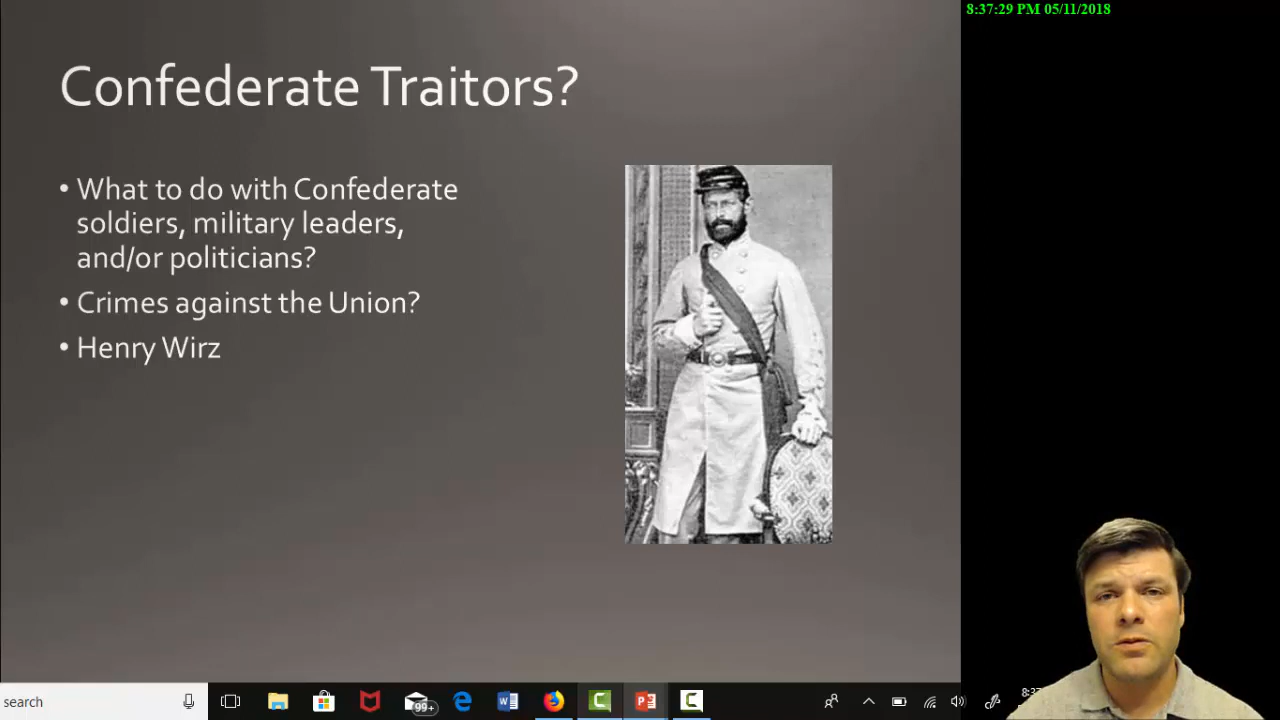 8:37:29 PM 05/11/2018
Confederate Traitors?
• What to do with Confederate
soldiers, military leaders,
and/or politicians?
• Crimes against the Union?
• Henry Wirz
search
99+